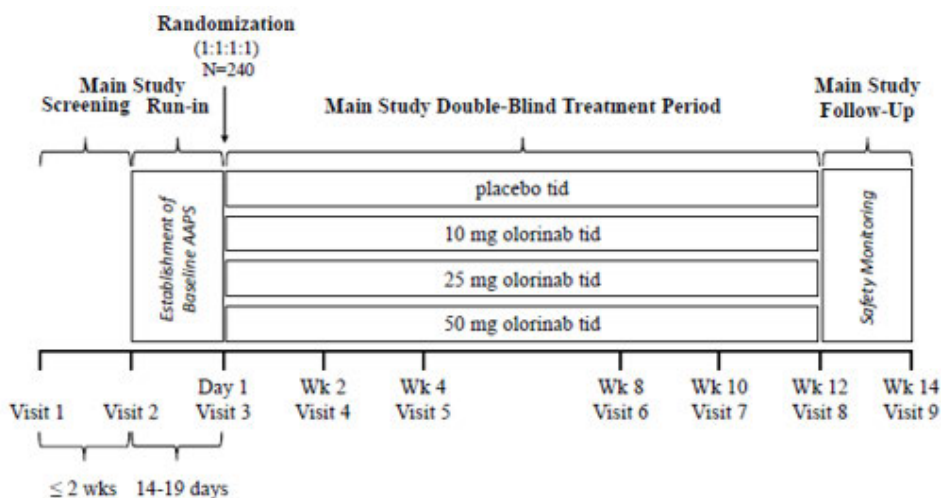 Randomization
(1:1:1:1)
N=240
Main Study
Screening Run-in
Main Study Double-Blind Treatment Period
Main Study
Follow-Up
Establishment of
Baseline AAPS
placebo tid
10 mg olorinab tid
25 mg olorinab tid
50 mg olorinab tid
Safety Monitoring
Day 1 Wk 2 Wk 4 Wk 8 Wk 10 Wk 12 Wk 14
Visit 1 Visit 2 Visit 3 Visit 4 Visit 5 Visit 6 Visit 7 Visit 8 Visit 9
≤ 2 wks 14-19 days